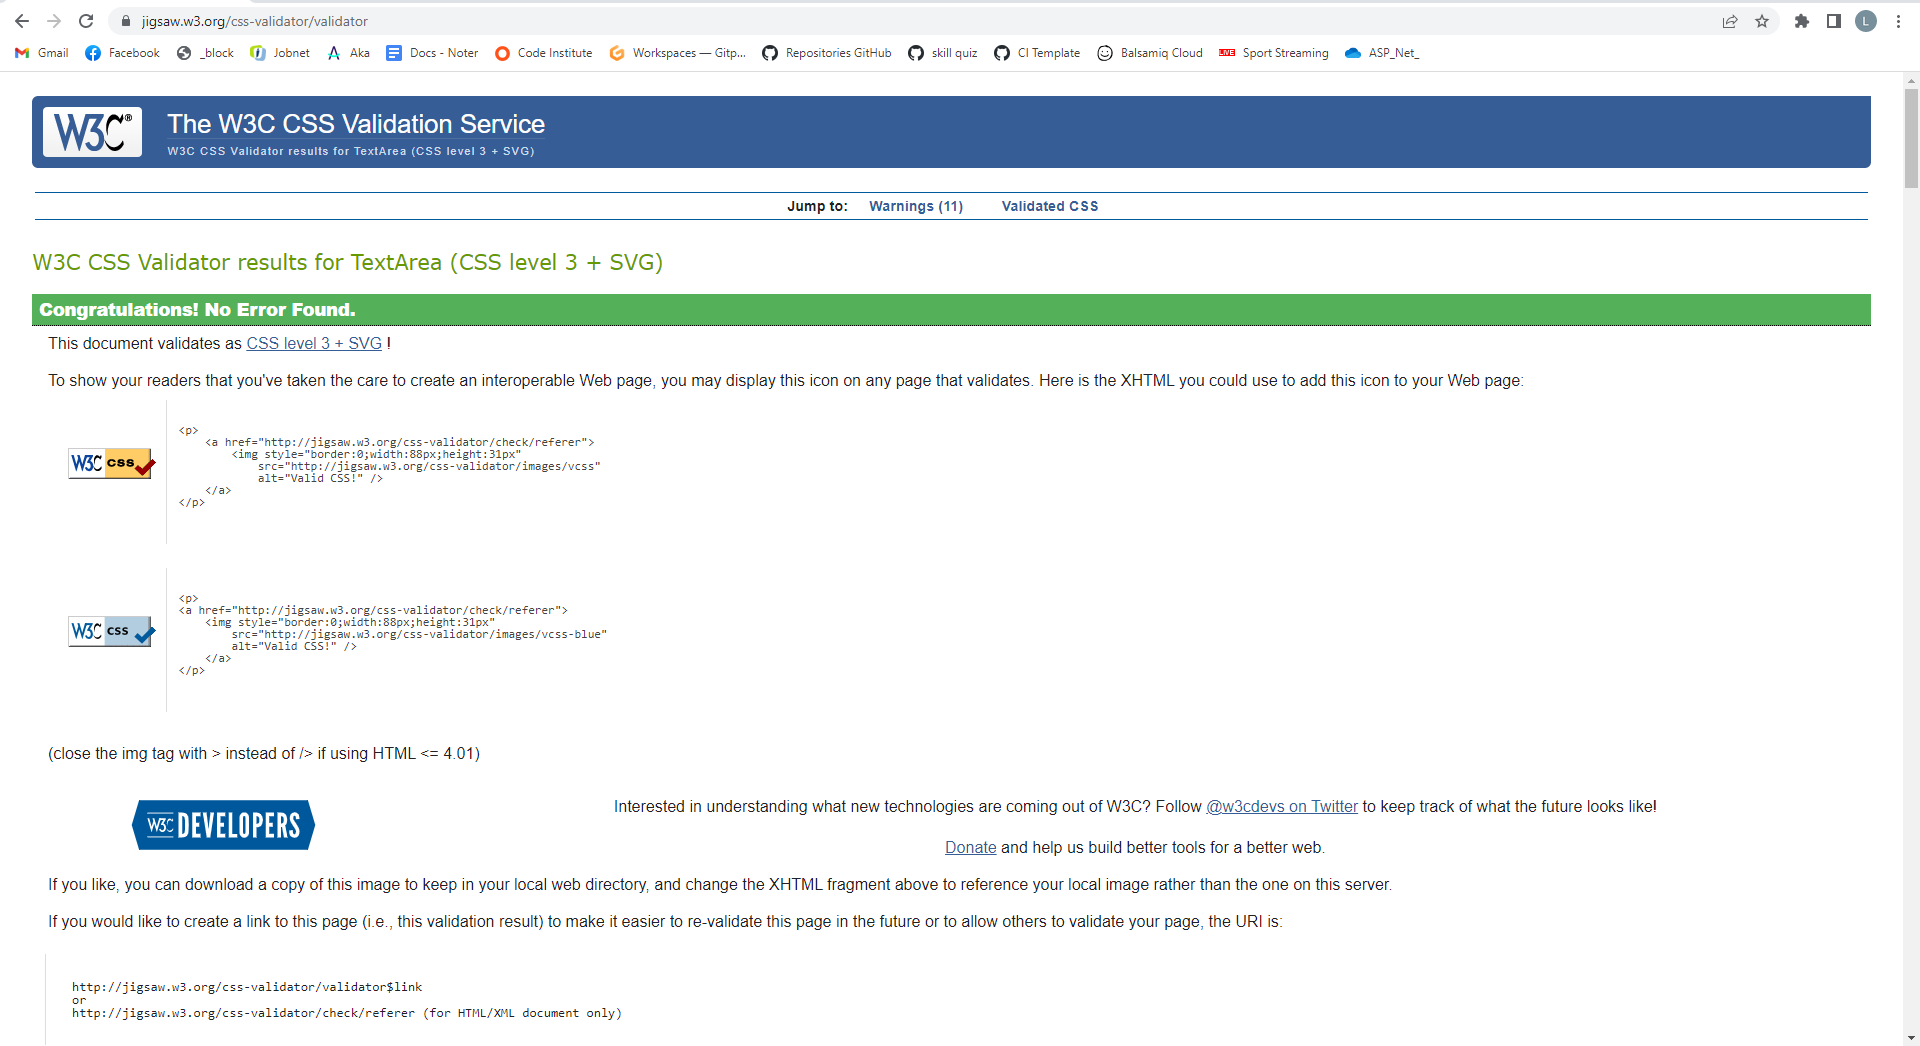 jigsaw.w3.org/css-validator/validator
L
Gmail Facebook _block Jobnet Aka Docs - Noter Code Institute Workspaces — Gitp... Repositories GitHub skill quiz CI Template Balsamiq Cloud LIVE Sport Streaming ASP_Net_
W3C® The W3C CSS Validation Service
W3C CSS Validator results for TextArea (CSS level 3 + SVG)
Jump to: Warnings (11) Validated CSS
W3C CSS Validator results for TextArea (CSS level 3 + SVG)
Congratulations! No Error Found.
This document validates as CSS level 3 + SVG !
To show your readers that you've taken the care to create an interoperable Web page, you may display this icon on any page that validates. Here is the XHTML you could use to add this icon to your Web page:
W3C css
<p>
<a href="http://jigsaw.w3.org/css-validator/check/referer">
<img style="border:0;width:88px;height:31px"
src="http://jigsaw.w3.org/css-validator/images/vcss"
alt="Valid CSS!" />
</a>
</p>
W3C css
<p>
<a href="http://jigsaw.w3.org/css-validator/check/referer">
<img style="border:0;width:88px;height:31px"
src="http://jigsaw.w3.org/css-validator/images/vcss-blue"
alt="Valid CSS!" />
</a>
</p>
(close the img tag with > instead of /> if using HTML <= 4.01)
W3C DEVELOPERS
Interested in understanding what new technologies are coming out of W3C? Follow @w3cdevs on Twitter to keep track of what the future looks like!
Donate and help us build better tools for a better web.
If you like, you can download a copy of this image to keep in your local web directory, and change the XHTML fragment above to reference your local image rather than the one on this server.
If you would like to create a link to this page (i.e., this validation result) to make it easier to re-validate this page in the future or to allow others to validate your page, the URI is:
http://jigsaw.w3.org/css-validator/validator$link
or
http://jigsaw.w3.org/css-validator/check/referer (for HTML/XML document only)